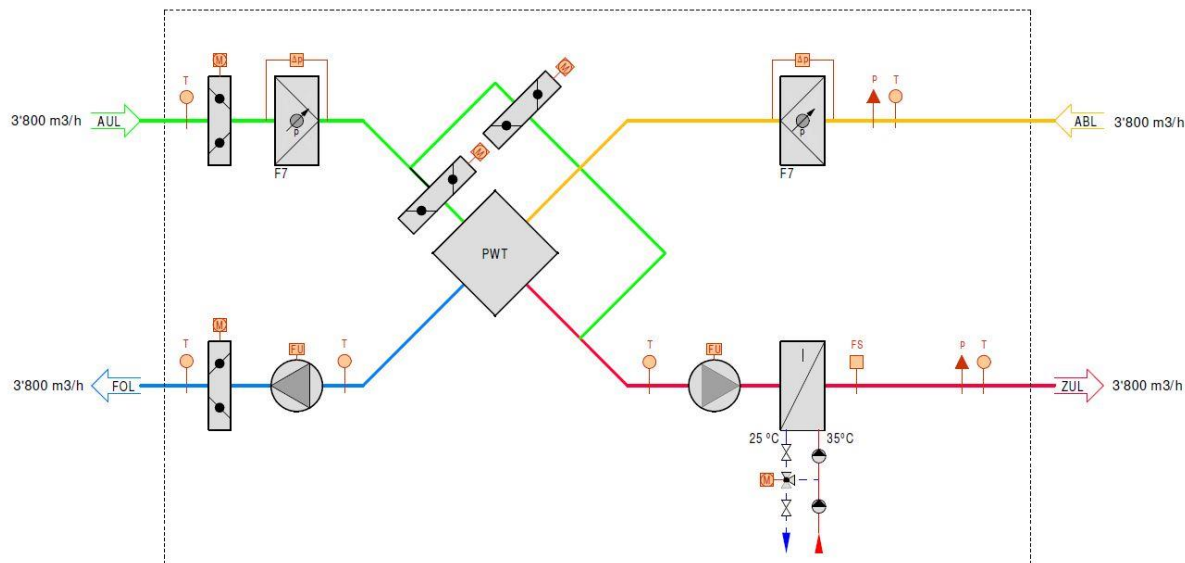 M
Δp
M
Δp
T
P
T
3'800 m3/h
AUL
P
P
ABL
3'800 m3/h
F7
M
F7
PWT
M
T
FU
T
T
FU
I
FS
P
T
3'800 m3/h
FOL
ZUL
3'800 m3/h
25 °C
35°C
M